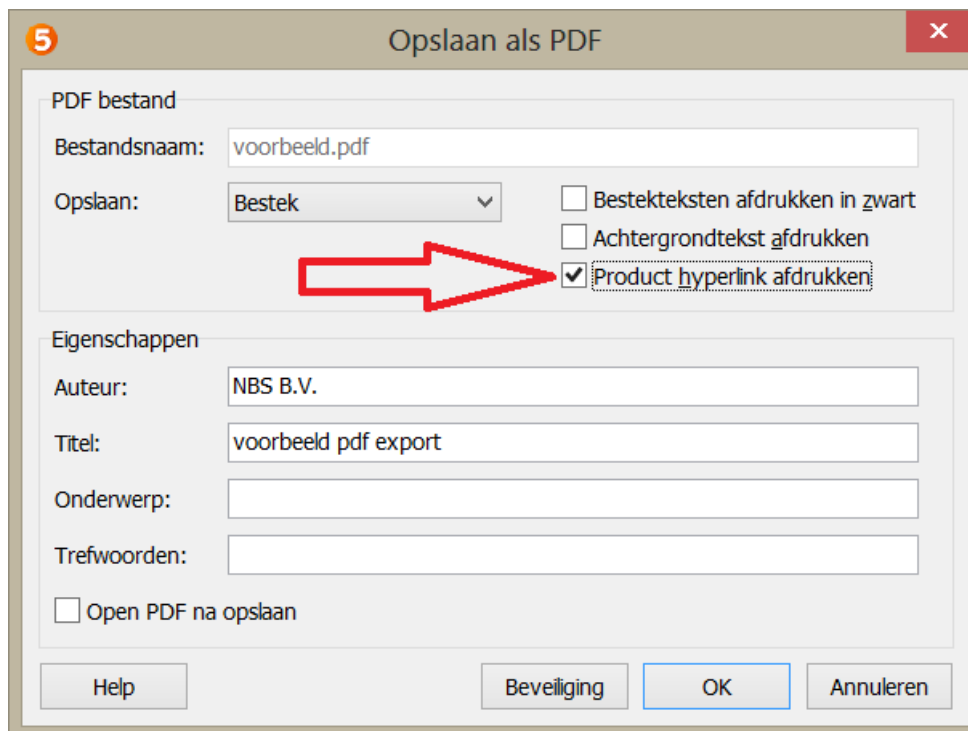 5
Opslaan als PDF
PDF bestand
Bestandsnaam: voorbeeld.pdf
Opslaan: Bestek
Bestekteksten afdrukken in zwart
Achtergrondtekst afdrukken
Product hyperlink afdrukken
Eigenschappen
Auteur: NBS B.V.
Titel: voorbeeld pdf export
Onderwerp:
Trefwoorden:
Open PDF na opslaan
Help Beveiliging OK Annuleren